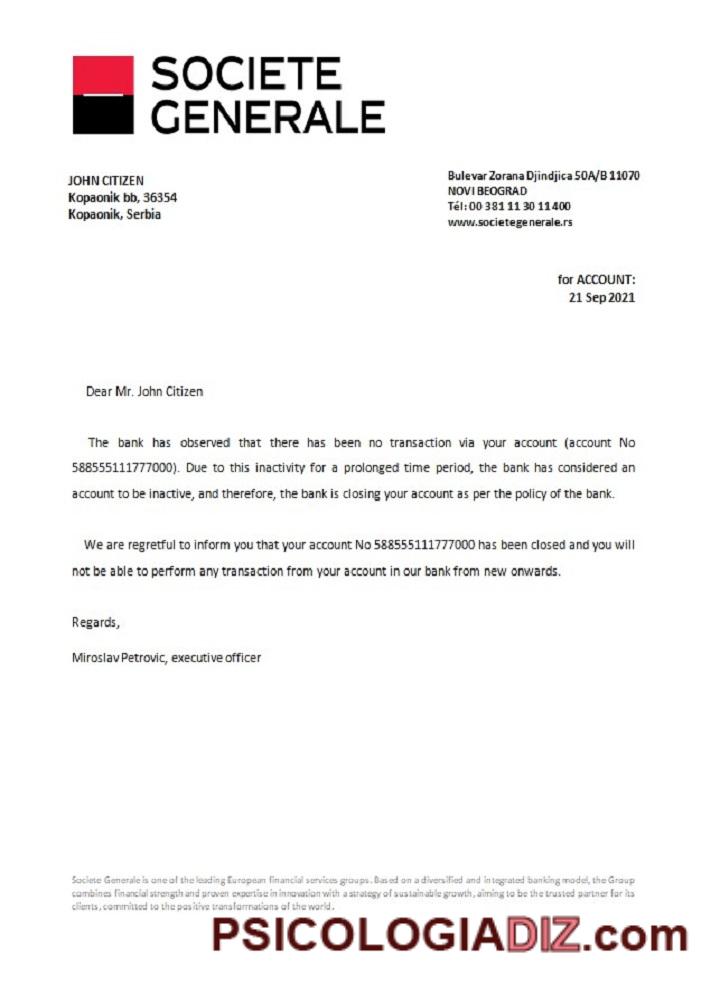 SOCIETE
GENERALE
JOHN CITIZEN
Kopaonik bb, 36354
Kopaonik, Serbia
Bulevar Zorana Djindjica 50A/B 11070
NOVI BEOGRAD
Tél: 00 381 11 30 11 400
www.societegenerale.rs
for ACCOUNT:
21 Sep 2021
Dear Mr. John Citizen
The bank has observed that there has been no transaction via your account (account No
588555111777000). Due to this inactivity for a prolonged time period, the bank has considered an
account to be inactive, and therefore, the bank is closing your account as per the policy of the bank.
We are regretful to inform you that your account No 588555111777000 has been closed and you will
not be able to perform any transaction from your account in our bank from new onwards.
Regards,
Miroslav Petrovic, executive officer
Societe Generale is one of the leading European financial services groups. Based on a diversified and integrated banking model, the Group
combines financial strength and proven expertise in innovation with a strategy of sustainable growth, aiming to be the trusted partner for its
clients, committed to the positive transformations of the world.
PSICOLOGIADIZ.com